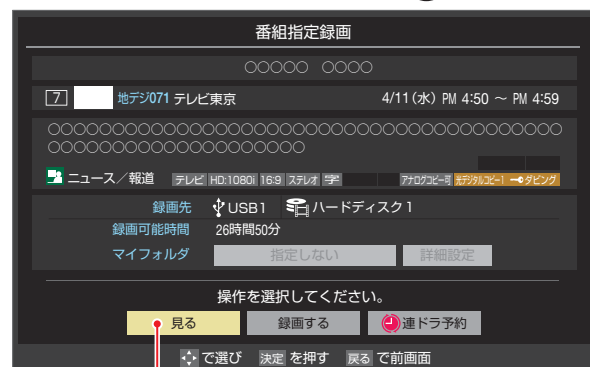 番組指定録画
○○○○○ ○○○○
7 地デジ071 テレビ東京 4/11(水) PM 4:50 ～ PM 4:59
○○○○○○○○○○○○○○○○○○○○○○○○○○○○○○○○○○○○○○○○
○○○○○○○○○○○○○○○○○○○○
ニュース／報道 テレビ HD:1080i 16:9 ステレオ 字 アナログコピー可 光デジタルコピー1 ダビング
録画先 USB1 ハードディスク1
録画可能時間 26時間50分
マイフォルダ 指定しない 詳細設定
操作を選択してください。
見る 録画する 連ドラ予約
で選び 決定 を押す 戻る で前画面